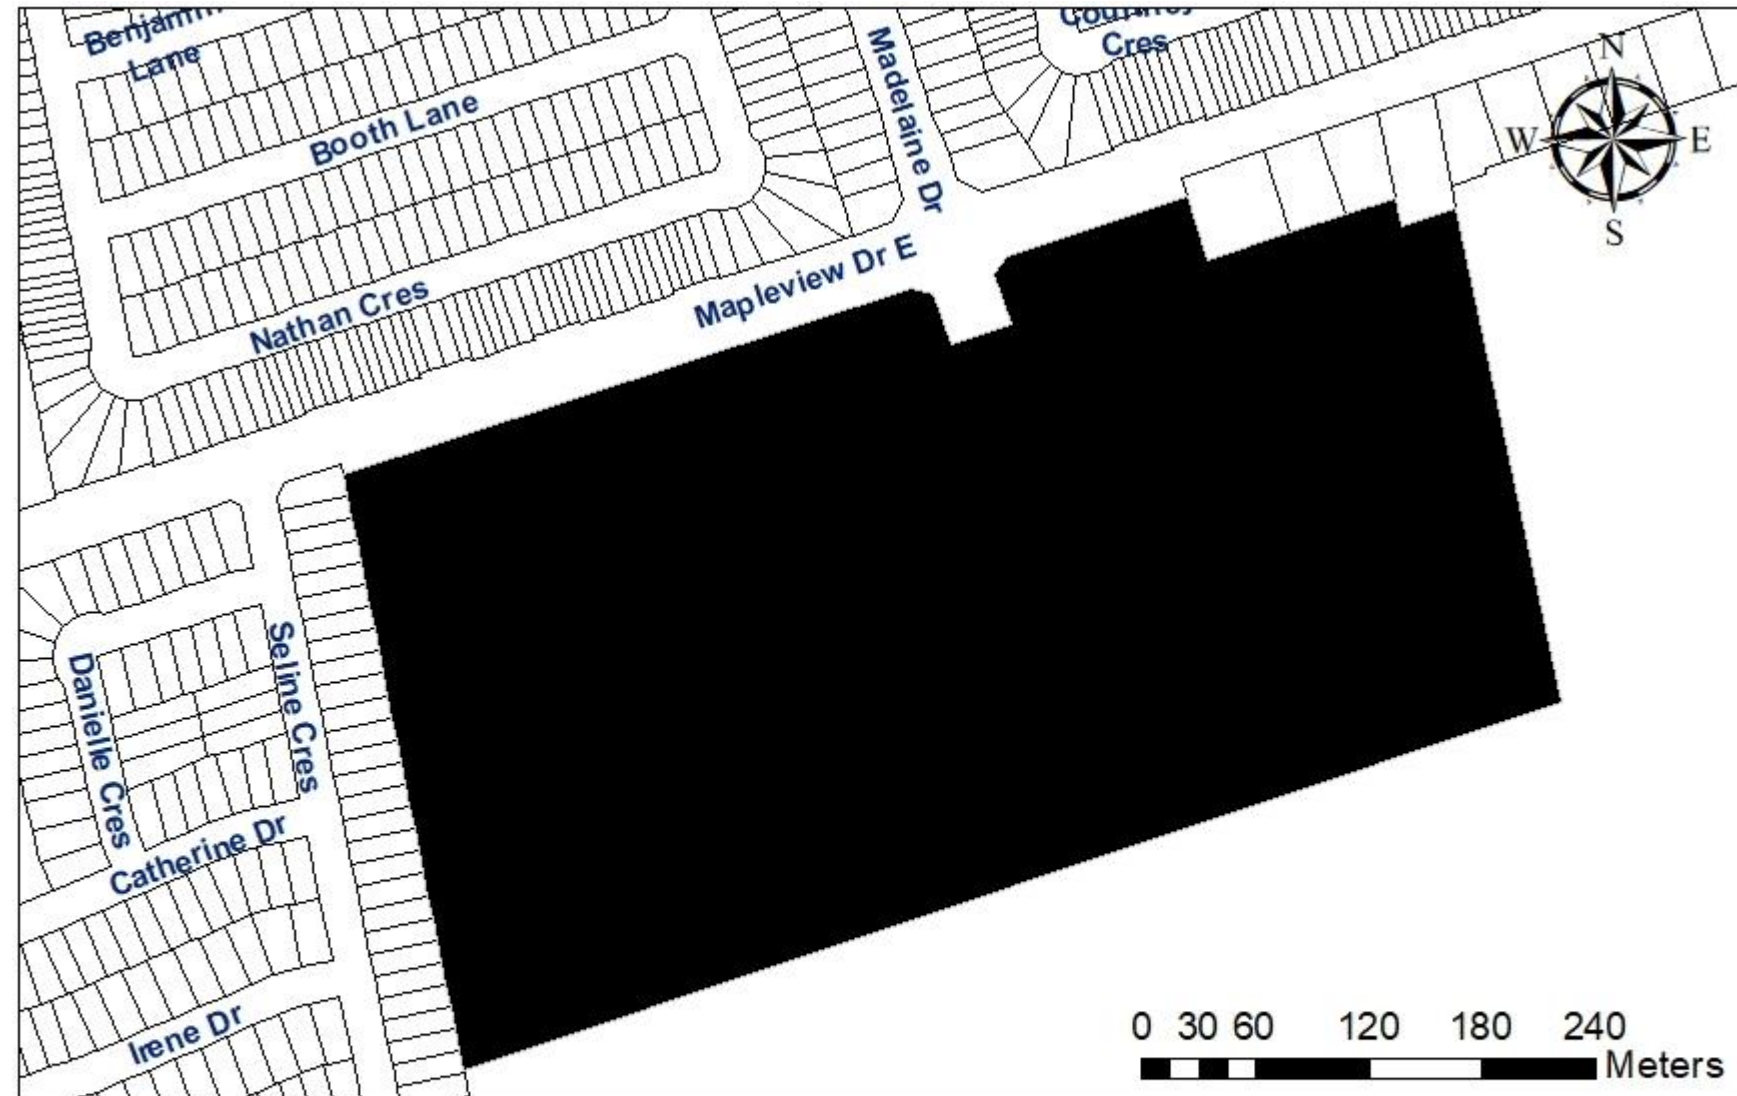 Benjamin
Lane
Booth Lane
Madelaine Dr
Cres
N
W
E
S
Nathan Cres
Mapleview Dr E
Seline Cres
Danielle Cres
Catherine Dr
Irene Dr
0 30 60 120 180 240
Meters